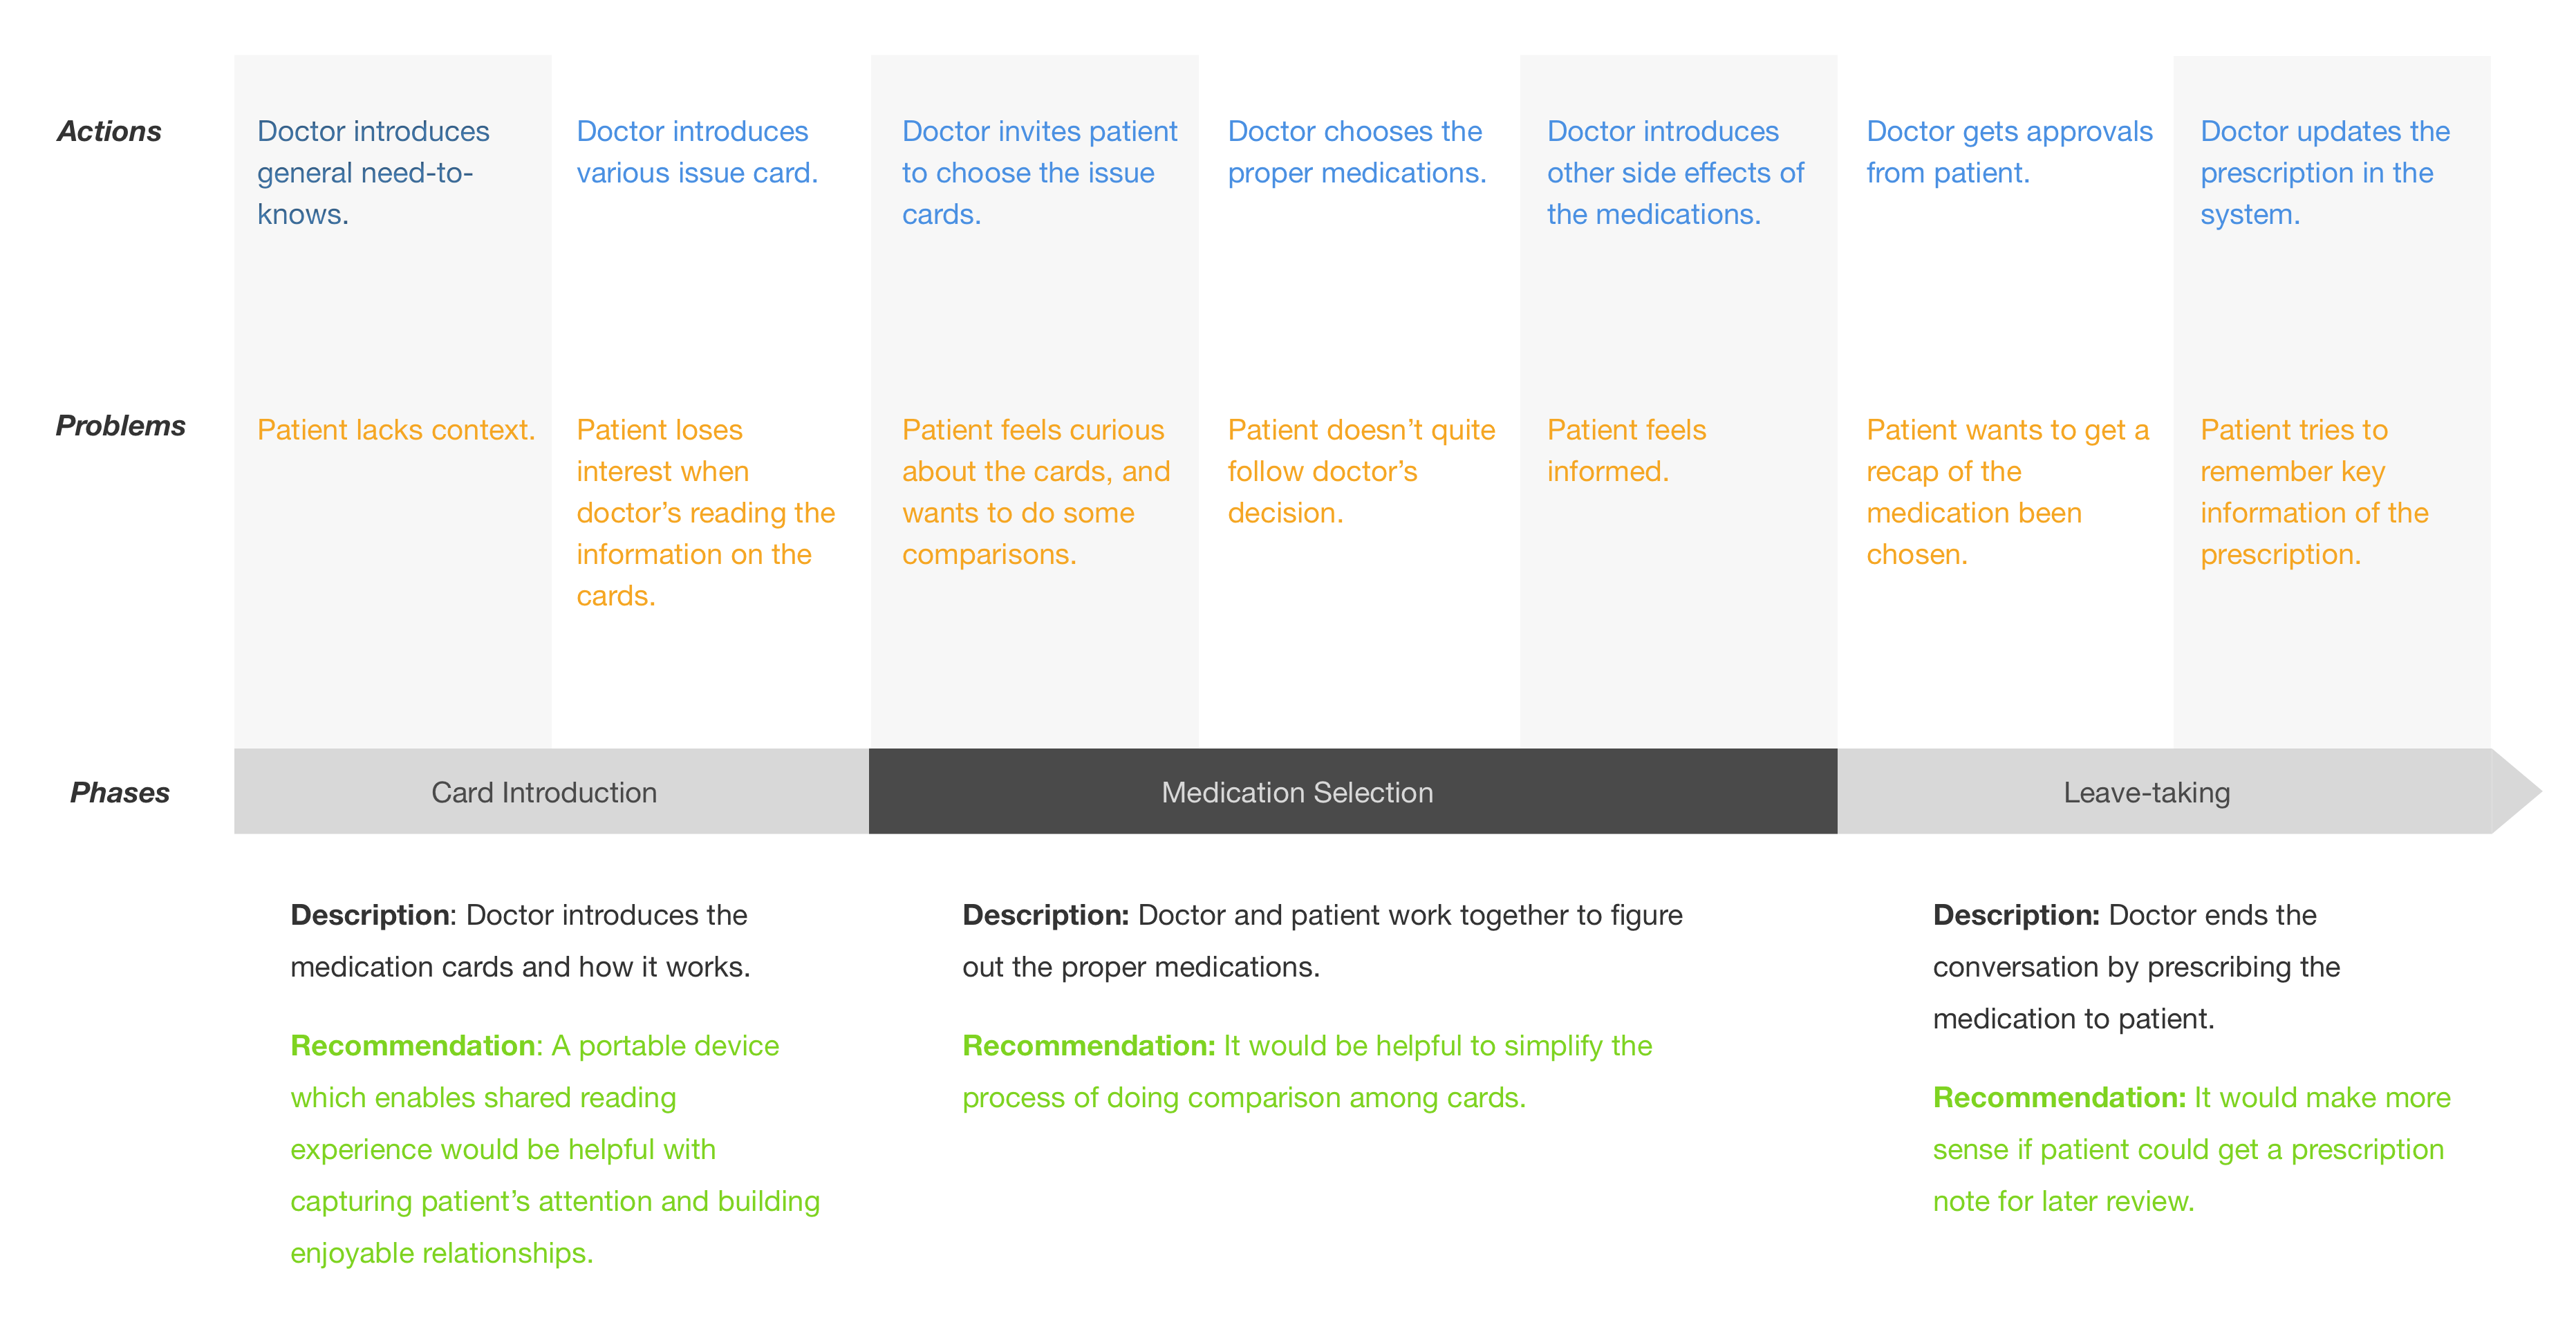 Actions
Doctor introduces
general need-to-
knows.
Doctor introduces
various issue card.
Doctor invites patient
to choose the issue
cards.
Doctor chooses the
proper medications.
Doctor introduces
other side effects of
the medications.
Doctor gets approvals
from patient.
Doctor updates the
prescription in the
system.
Problems
Patient lacks context.
Patient loses
interest when
doctor’s reading the
information on the
cards.
Patient feels curious
about the cards, and
wants to do some
comparisons.
Patient doesn’t quite
follow doctor’s
decision.
Patient feels
informed.
Patient wants to get a
recap of the
medication been
chosen.
Patient tries to
remember key
information of the
prescription.
Phases
Card Introduction
Medication Selection
Leave-taking
Description: Doctor introduces the
medication cards and how it works.
Recommendation: A portable device
which enables shared reading
experience would be helpful with
capturing patient’s attention and building
enjoyable relationships.
Description: Doctor and patient work together to figure
out the proper medications.
Recommendation: It would be helpful to simplify the
process of doing comparison among cards.
Description: Doctor ends the
conversation by prescribing the
medication to patient.
Recommendation: It would make more
sense if patient could get a prescription
note for later review.